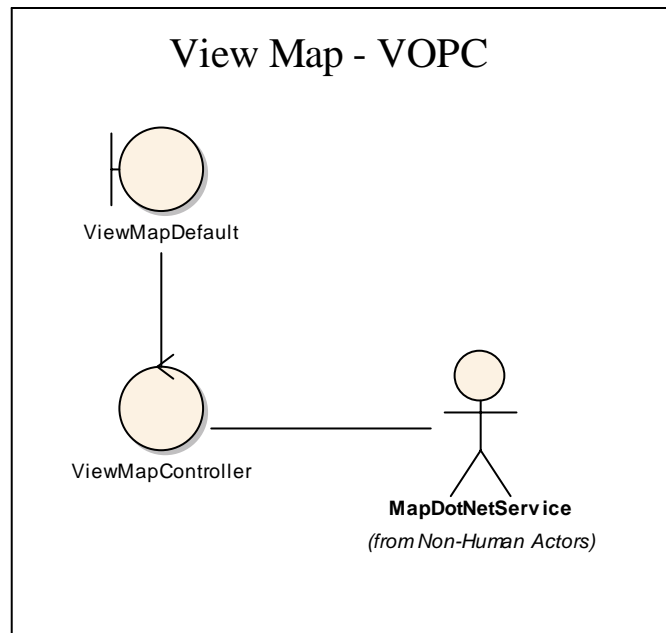 View Map - VOPC
ViewMapDefault
ViewMapController
MapDotNetService
(from Non-Human Actors)